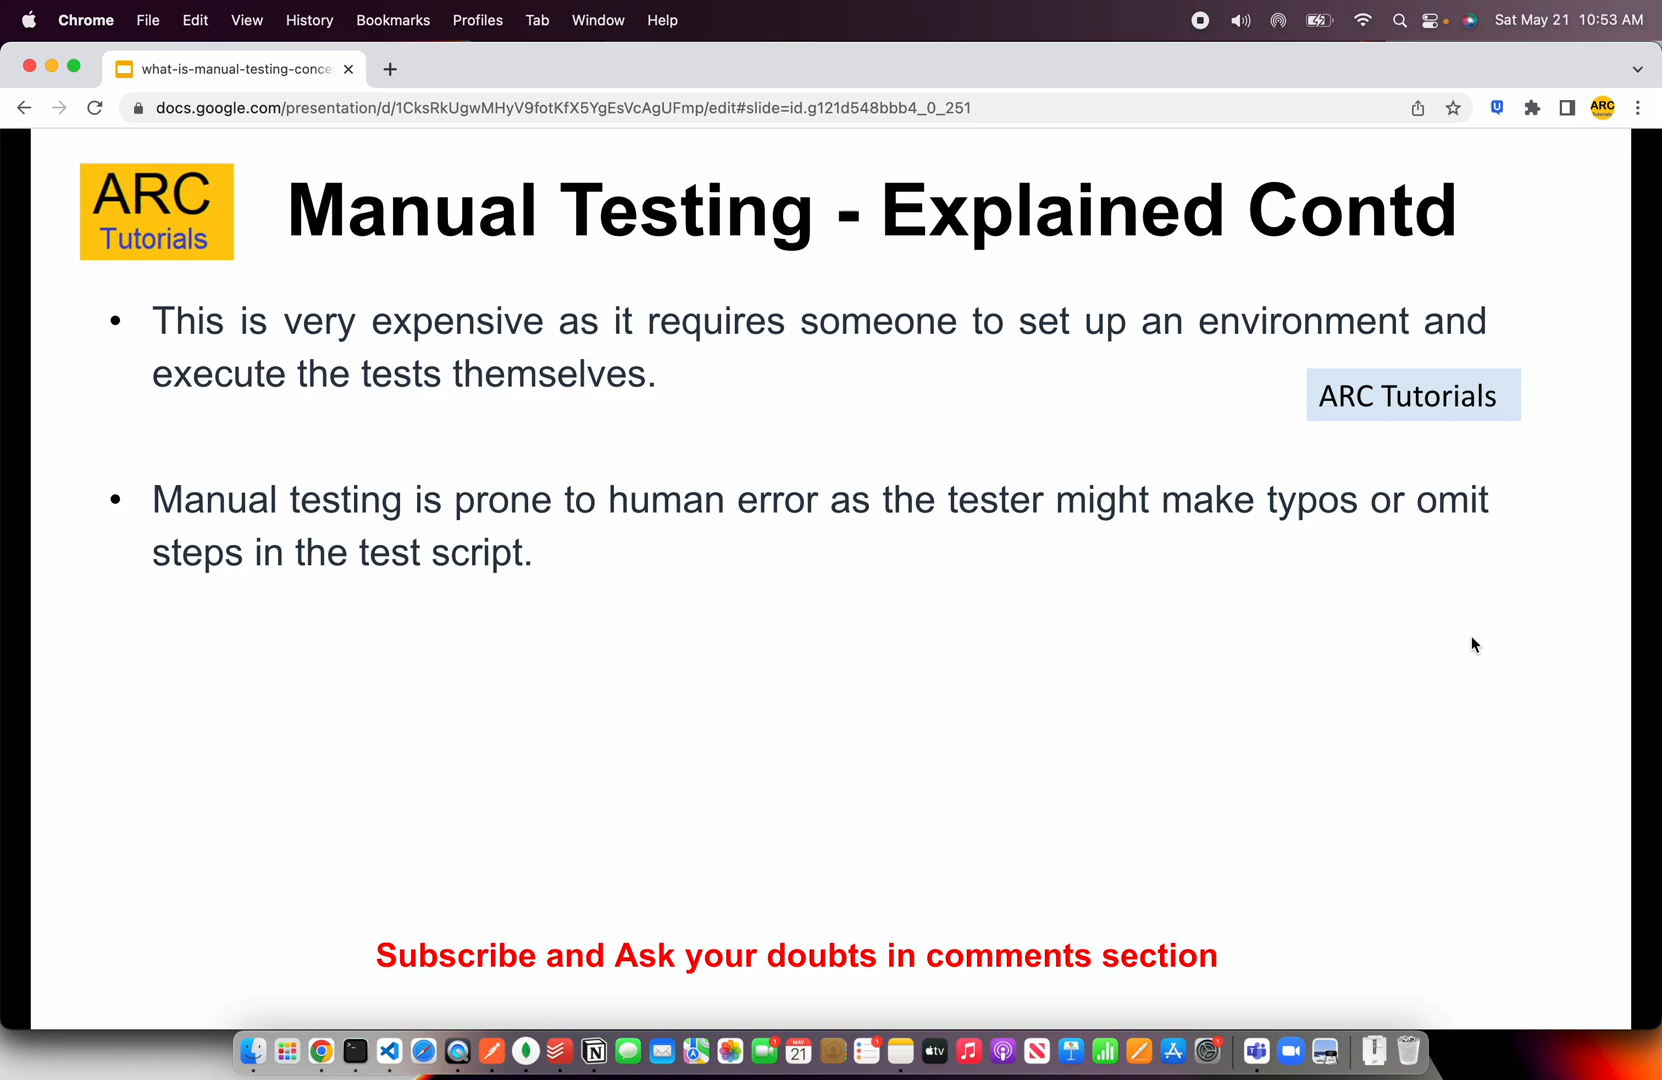 Chrome File Edit View History Bookmarks Profiles Tab Window Help Sat May 21 10:53 AM
what-is-manual-testing-conce
docs.google.com/presentation/d/1CksRkUgwMHyV9fotKfX5YgEsVcAgUFmp/edit#slide=id.g121d548bbb4_0_251
ARC
Tutorials
Manual Testing - Explained Contd
• This is very expensive as it requires someone to set up an environment and
execute the tests themselves.
ARC Tutorials
• Manual testing is prone to human error as the tester might make typos or omit
steps in the test script.
Subscribe and Ask your doubts in comments section
MAY
21
tv